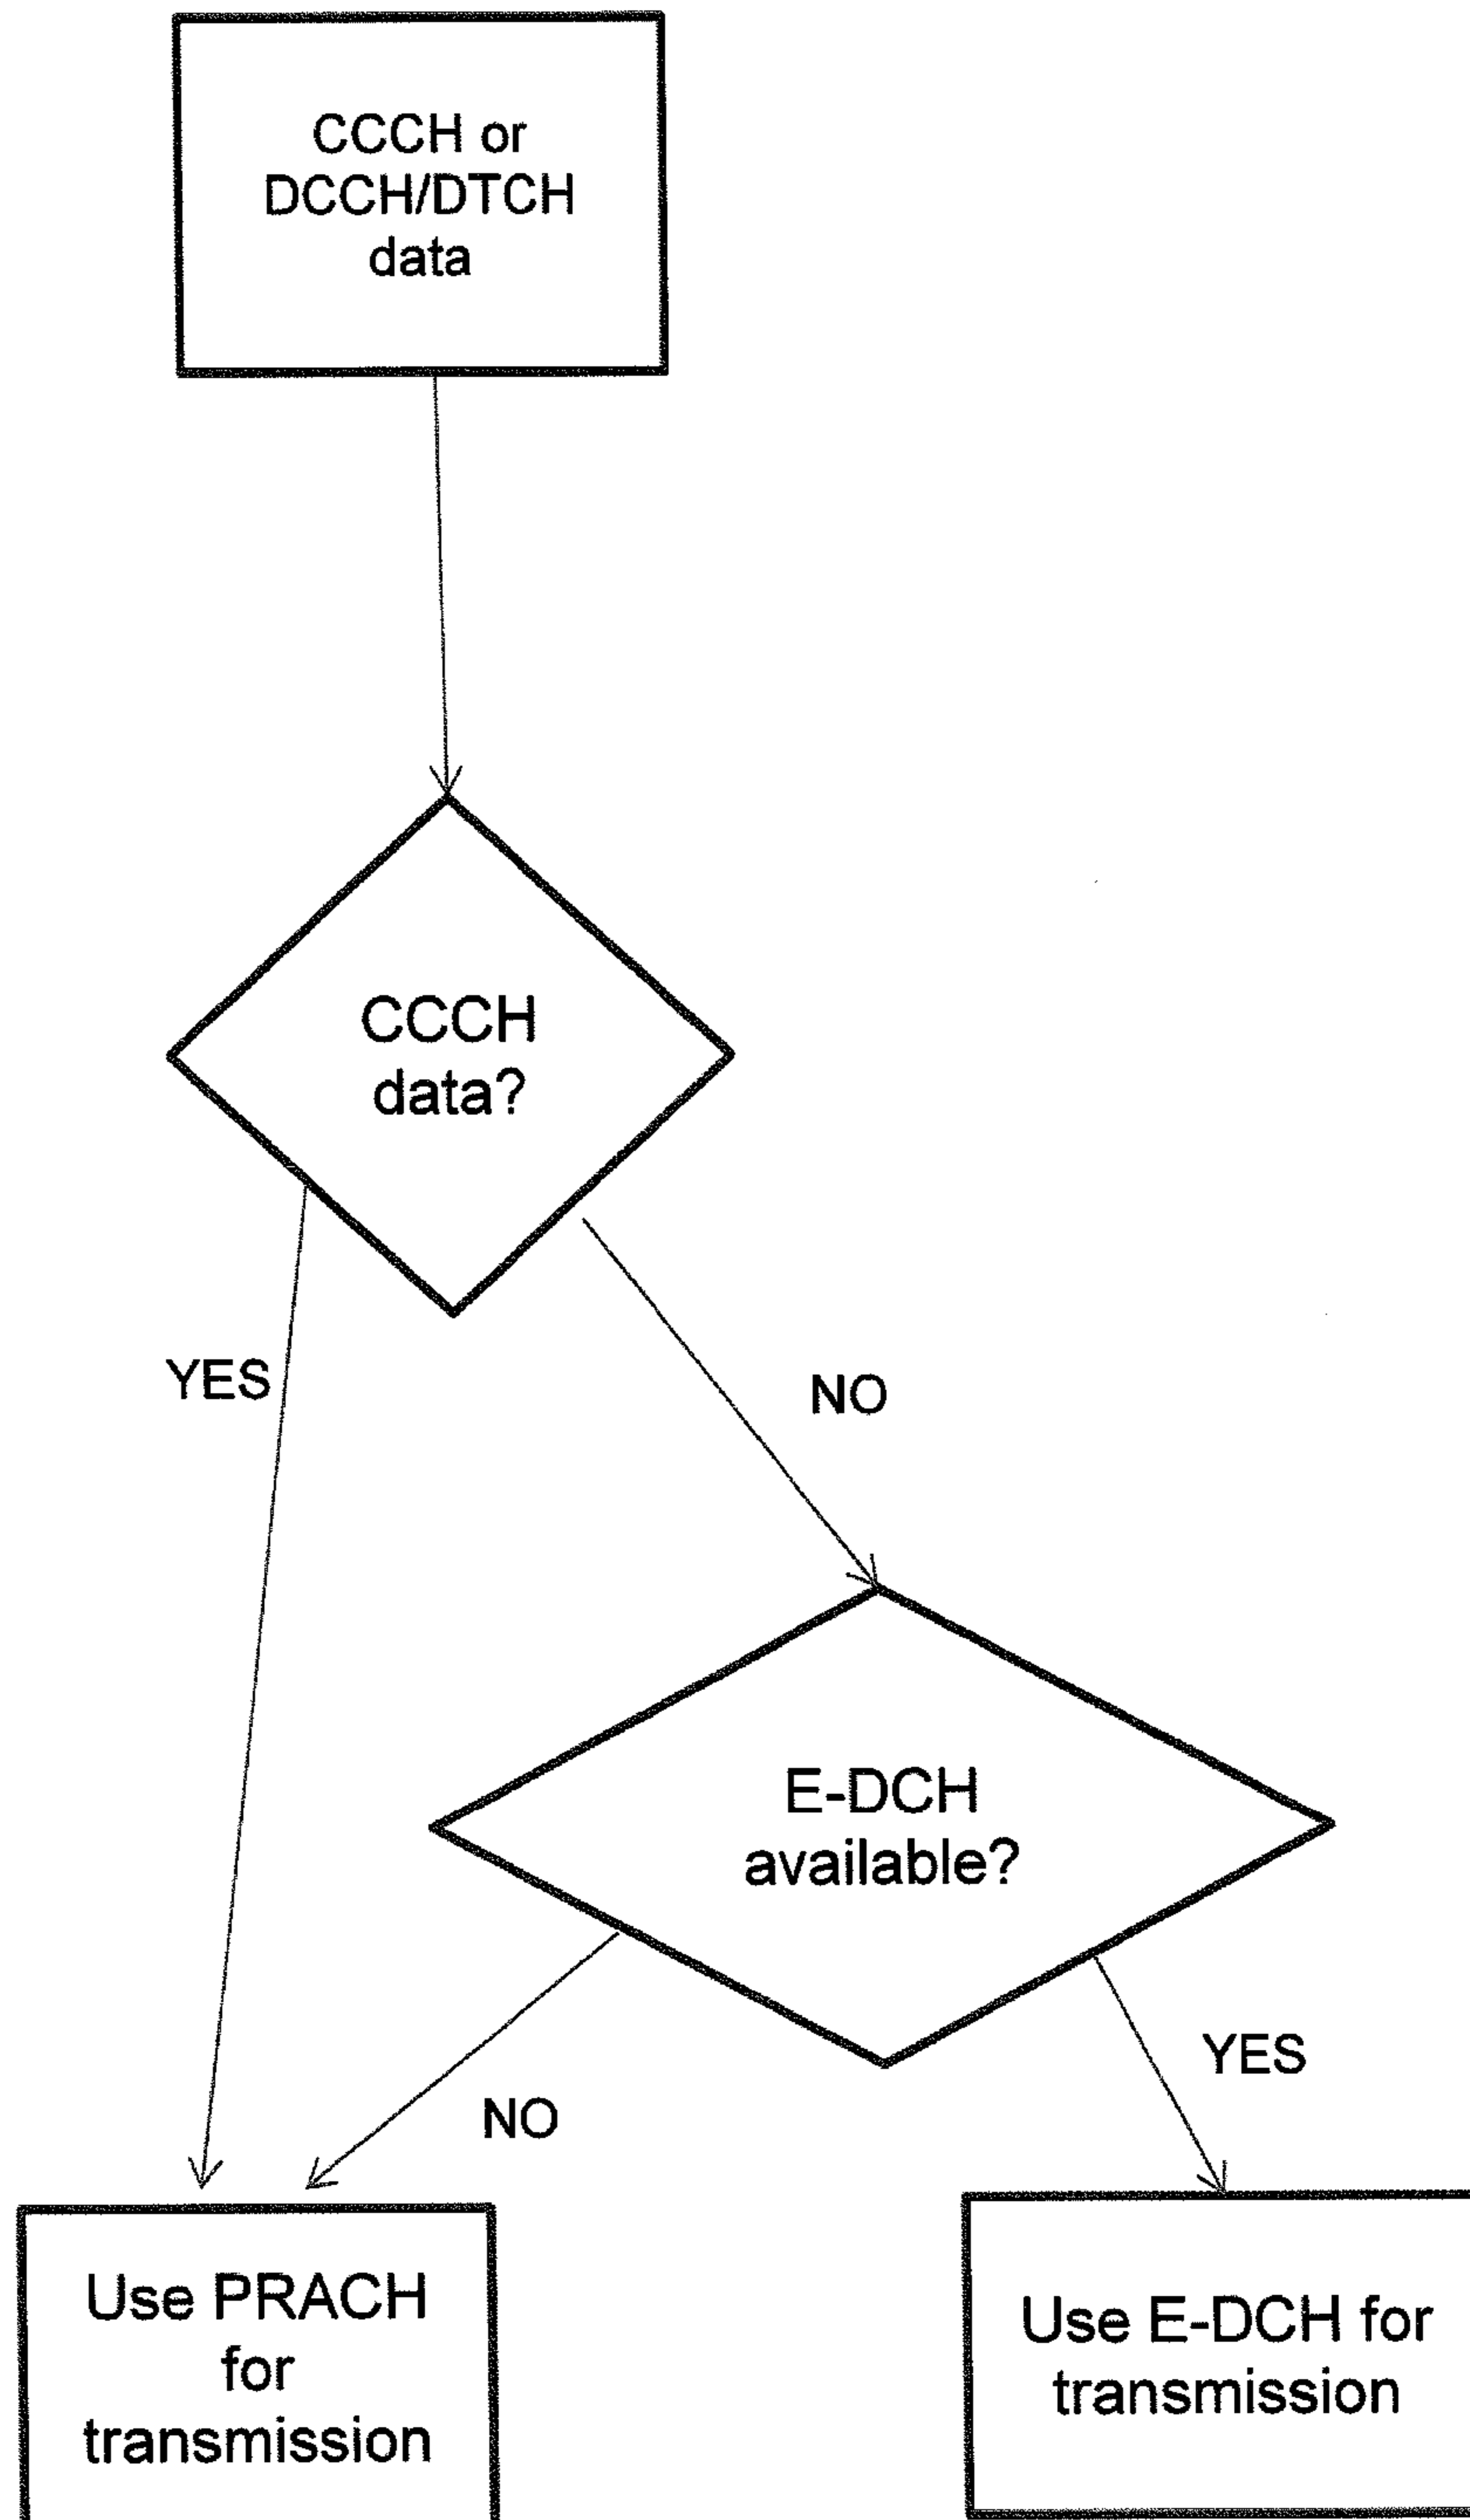 CCCH or
DCCH/DTCH
data
CCCH
data?
YES
NO
E-DCH
available?
NO
YES
Use PRACH
for
transmission
Use E-DCH for
transmission